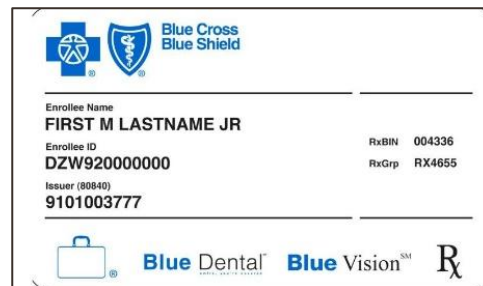 Blue Cross
Blue Shield
®
®
Enrollee Name
FIRST M LASTNAME JR
Enrollee ID
DZW920000000
Issuer (80840)
9101003777
RxBIN 004336
RxGrp RX4655
®
Blue Dental
Blue Vision℠
Rx